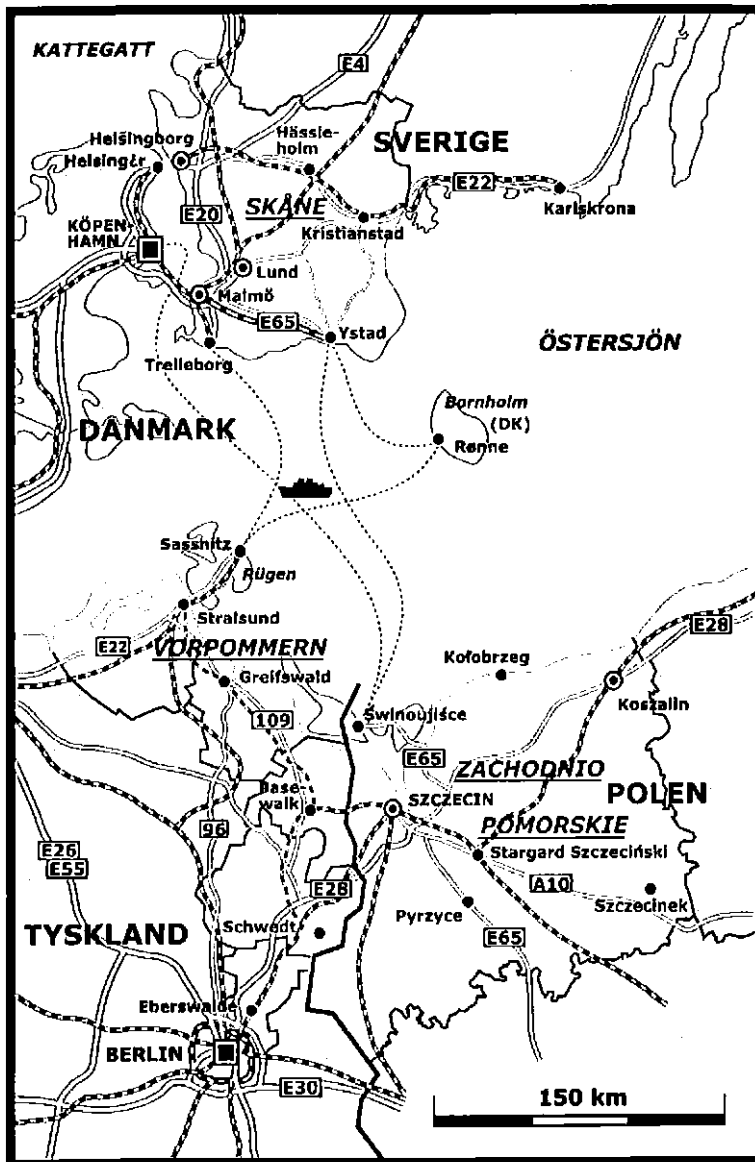 KATTEGATT
E4
Helsingborg
Hässle-
holm
SVERIGE
Helsingør
E22
E20
SKÅNE
Karlskrona
KÖPEN-
HAMN
Kristianstad
Lund
Malmö
E65
Ystad
ÖSTERSJÖN
Trelleborg
Bornholm
(DK)
DANMARK
Rønne
Sassnitz
Rügen
Stralsund
E22
VORPOMMERN
E28
Kołobrzeg
Greifswald
Koszalin
109
Świnoujśce
E65
ZACHODNIO
Pase-
walk
SZCZECIN
POLEN
96
POMORSKIE
E26
E55
Stargard Szczeciński
E28
A10
Szczecinek
Schwedt
Pyrzyce
TYSKLAND
E65
Eberswalde
BERLIN
E30
150 km